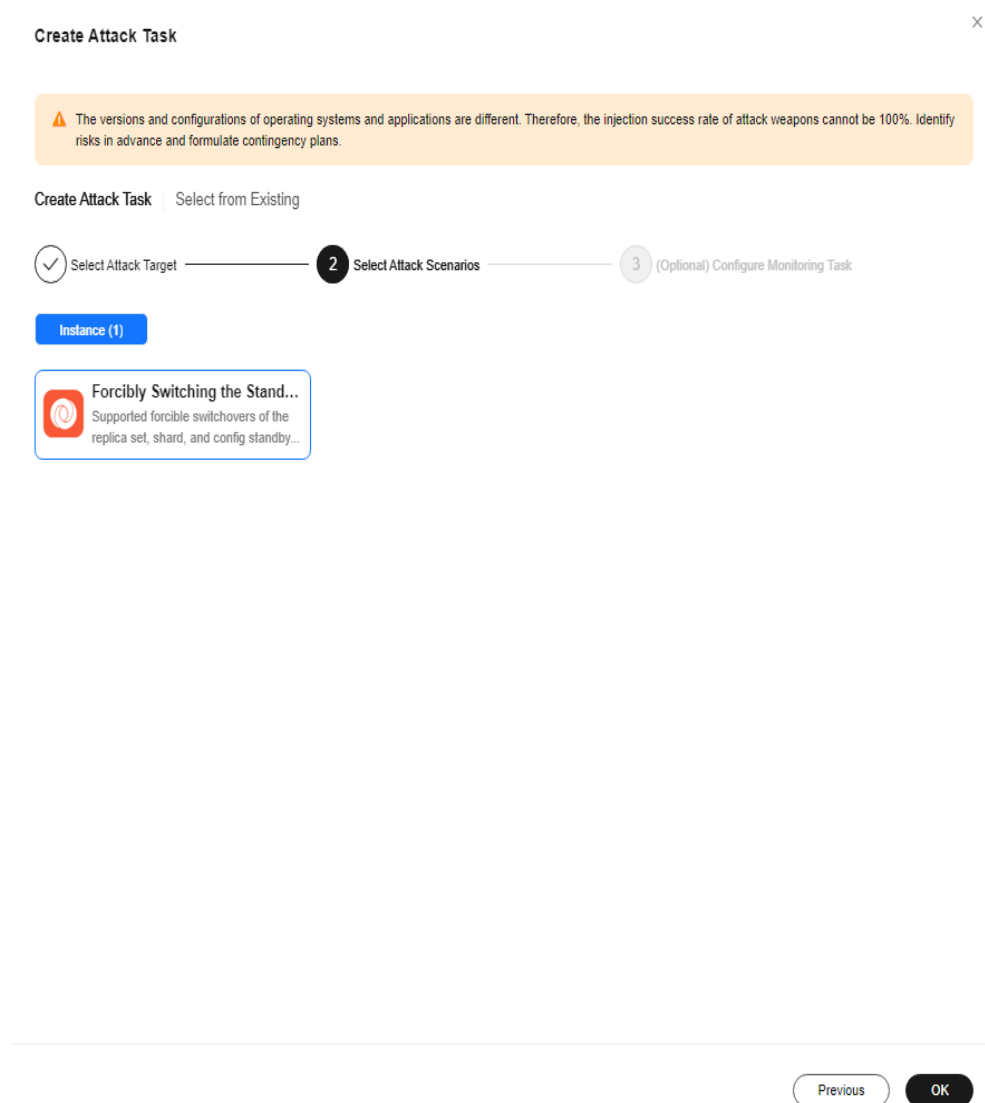 Create Attack Task
The versions and configurations of operating systems and applications are different. Therefore, the injection success rate of attack weapons cannot be 100%. Identify
risks in advance and formulate contingency plans.
Create Attack Task
Select from Existing
Select Attack Target
2
Select Attack Scenarios
3
(Optional) Configure Monitoring Task
Instance (1)
Forcibly Switching the Stand...
Supported forcible switchovers of the
replica set, shard, and config standby...
Previous
OK